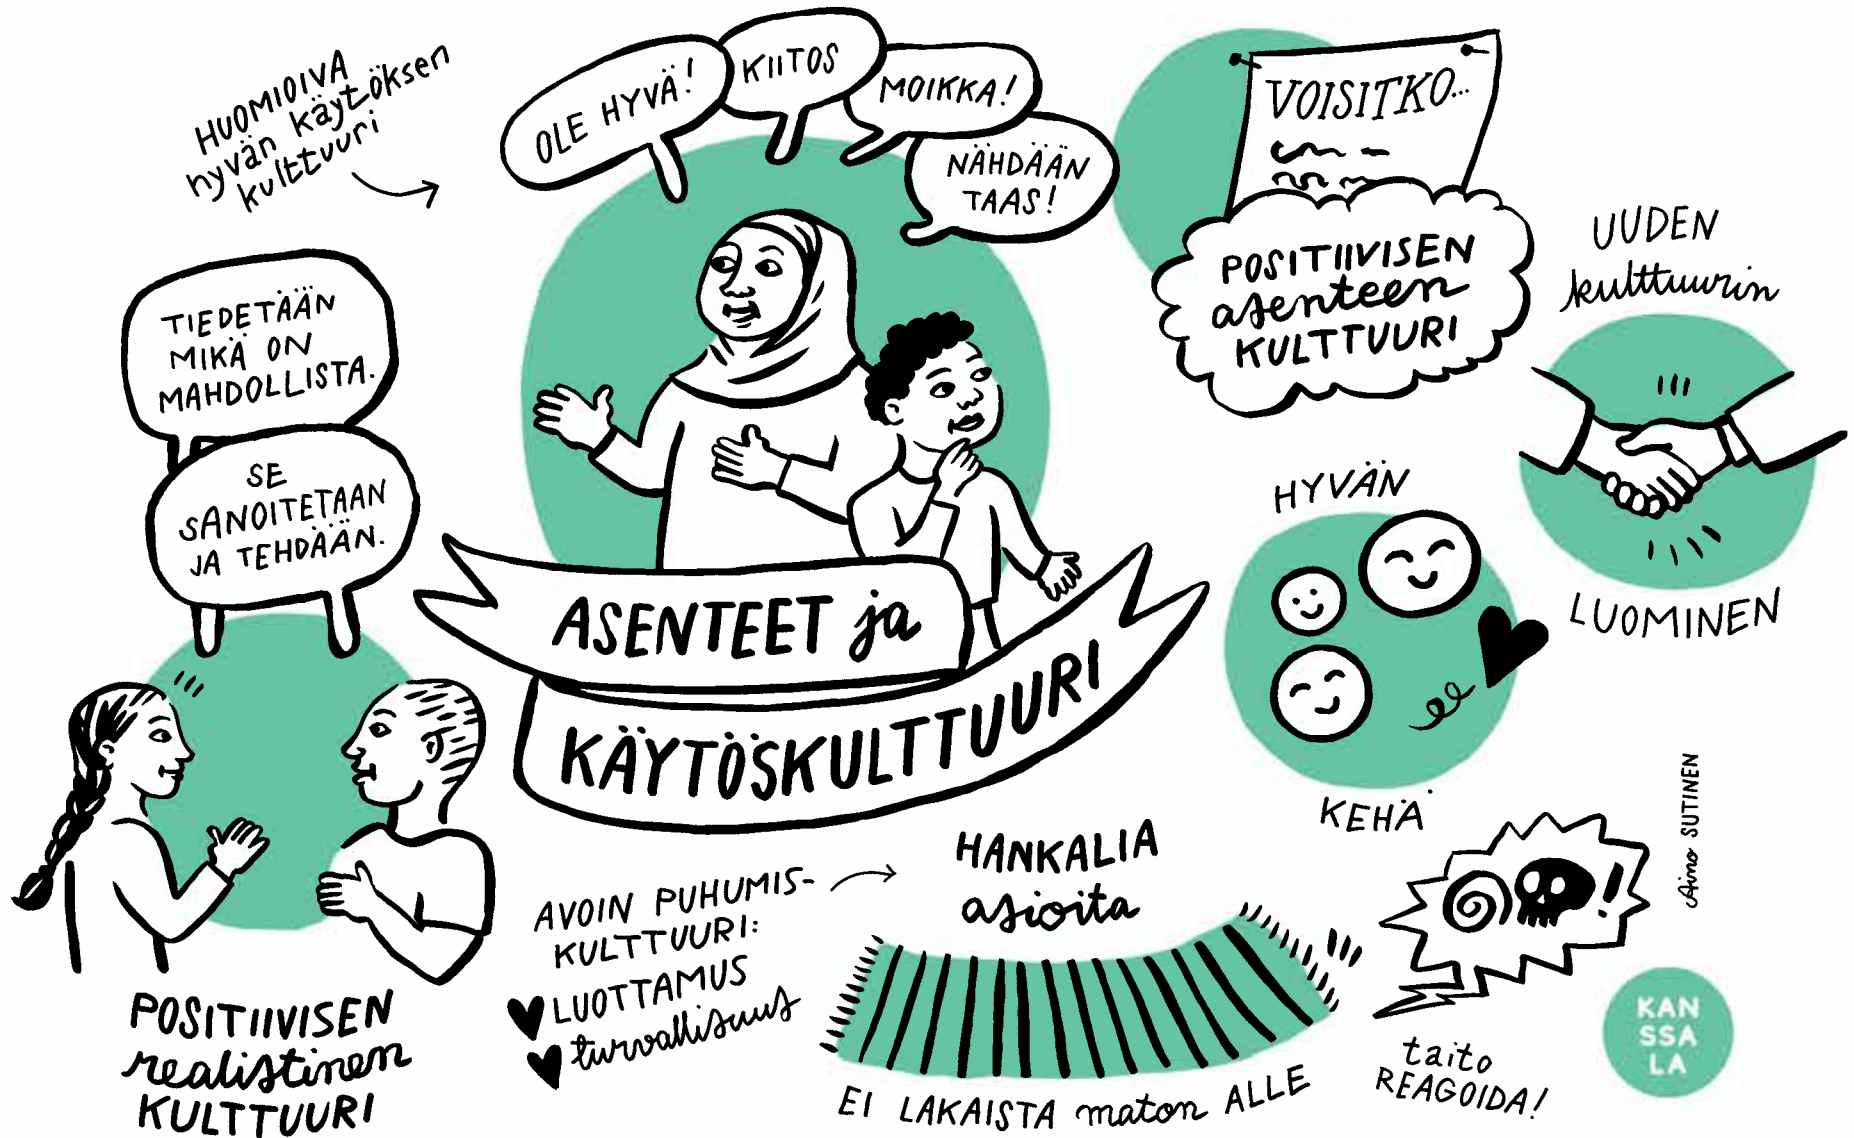 HUOMIOIVA
hyvän käytöksen
kulttuuri
OLE HYVÄ!
KIITOS
MOIKKA!
NÄHDÄÄN
TAAS!
VOISITKO...
POSITIIVISEN
asenteen
KULTTUURI
UUDEN
kulttuurin
LUOMINEN
TIEDETÄÄN
MIKÄ ON
MAHDOLLISTA.
SE
SANOITETAAN
JA TEHDÄÄN.
POSITIIVISEN
realistinen
KULTTUURI
ASENTEET ja
KÄYTÖSKULTTUURI
HYVÄN
KEHÄ
AVOIN PUHUMIS-
KULTTUURI:
LUOTTAMUS
turvallisuus
HANKALIA
asioita
EI LAKAISTA maton ALLE
!
taito
REAGOIDA!
Aino SUTINEN
KAN
SSA
LA